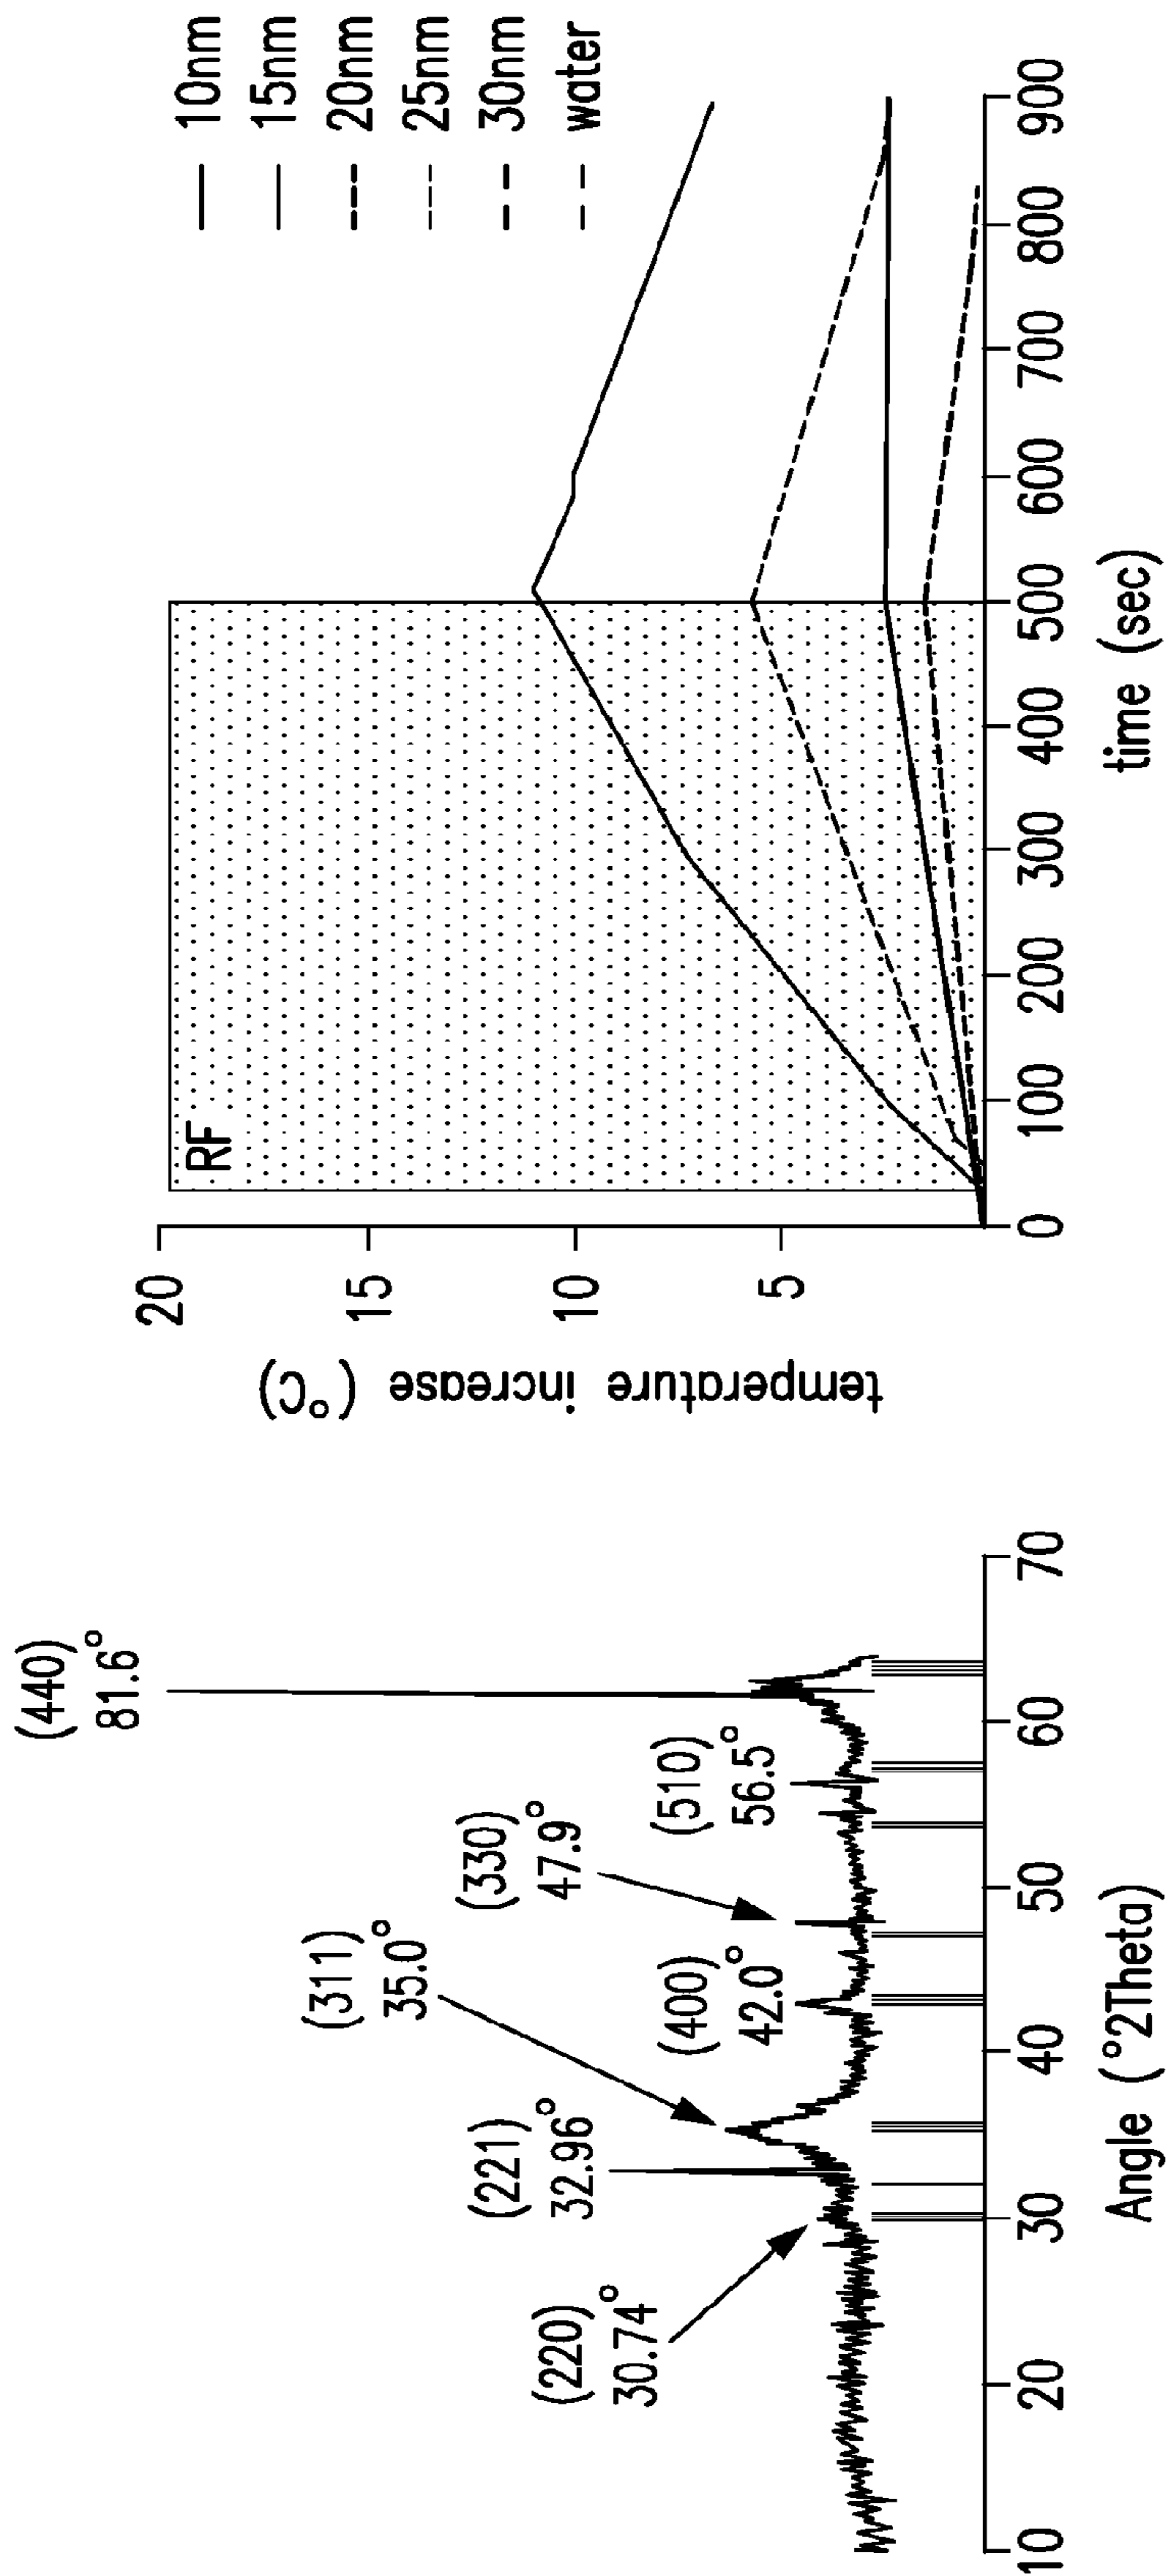 (440)
81.6°
(311)
35.0°
(330)
47.9°
(221)
32.96°
(220)
30.74°
(510)
56.5°
(400)
42.0°
10 20 30 40 50 60 70
Angle (°2Theta)
temperature increase (°C)
20
15
10
5
RF
10nm
15nm
20nm
25nm
30nm
water
0 100 200 300 400 500 600 700 800 900
time (sec)